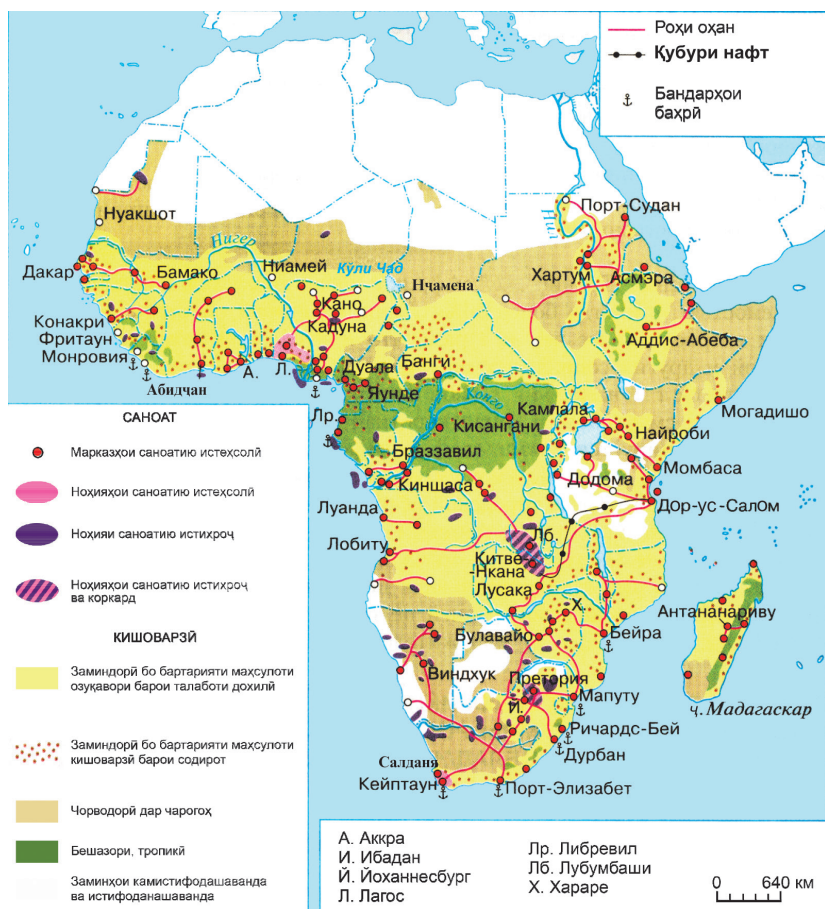 Роҳи оҳан
Қубури нафт
Бандарҳои
баҳрӣ
Порт-Судан
Нил
Нуакшот
Нигер
Дакар
Бамако
Ниамей
Кӯли Чад
Нҷамена
Хартум
Асмэра
Кано
Кадуна
Конакри
Фритаун
Монровия
Аддис-Абеба
Абидҷан
А.
Л.
Дуала
Банги
Яунде
Лр.
Конго
Кампала
Кисангани
Могадишо
Найроби
Браззавил
Момбаса
Киншаса
Додома
Дор-ус-Салом
Луанда
Лб.
Лобиту
Китве-
-Нкана
Лусака
Х.
Антананариву
Булавайо
Бейра
Виндхук
Претория
Й.
Мапуту
ҷ. Мадагаскар
Ричардс-Бей
Дурбан
Салданя
Кейптаун
Порт-Элизабет
САНОАТ
Марказҳои саноатию истеҳсолӣ
Ноҳияҳои саноатию истеҳсолӣ
Ноҳияи саноатию истихроҷ
Ноҳияҳои саноатию истихроҷ
ва коркард
КИШОВАРЗӢ
Заминдорӣ бо бартарияти маҳсулоти
озуқавори барои талаботи дохилӣ
Заминдорӣ бо бартарияти маҳсулоти
кишоварзӣ барои содирот
Чорводорӣ дар чарогоҳ
Бешазори, тропикӣ
Заминҳои камистифодашаванда
ва истифоданашаванда
А. Аккра
И. Ибадан
Й. Йоханнесбург
Л. Лагос
Лр. Либревил
Лб. Лубумбаши
Х. Хараре
0 640 км